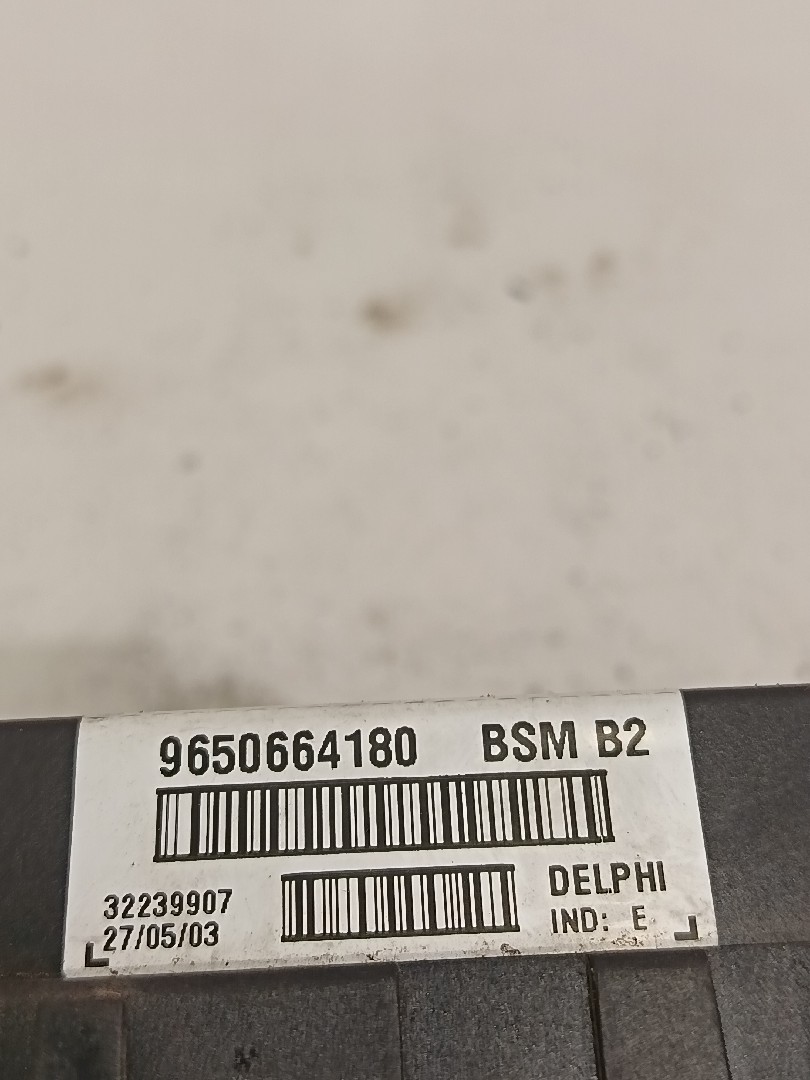 9650664180 BSM B2
32239907 DELPHI
27/05/03 IND: E